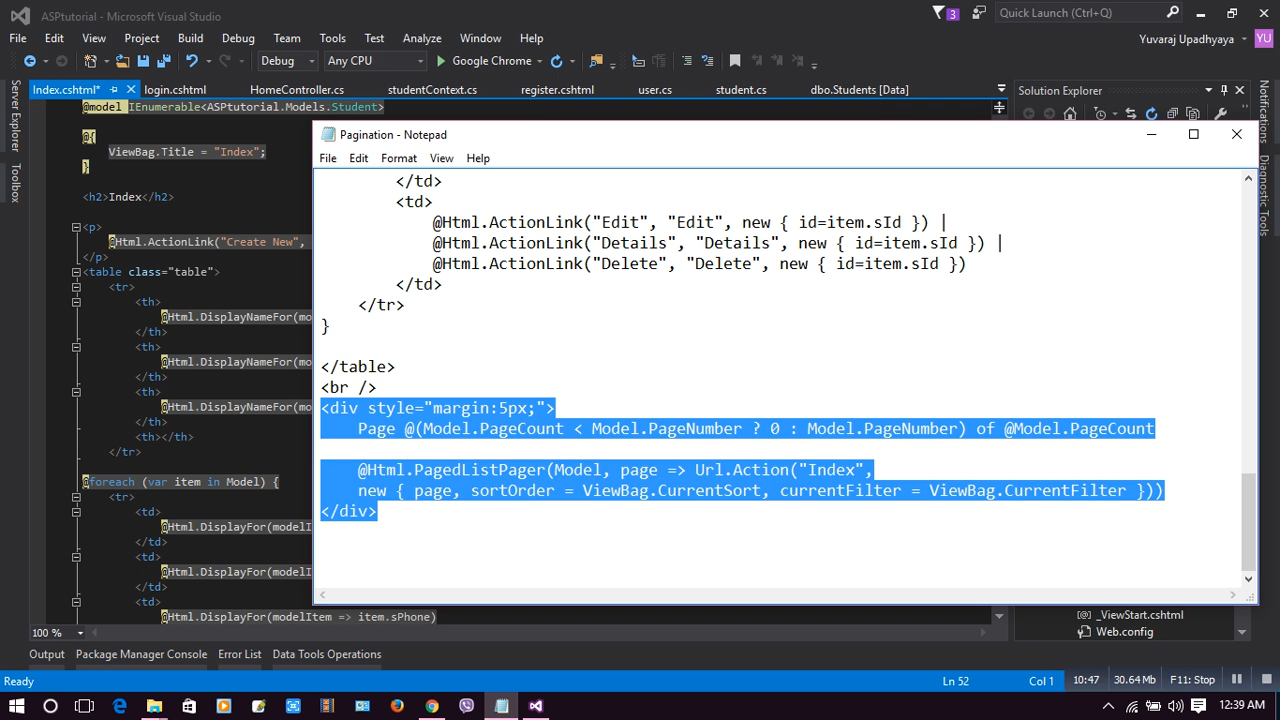 ASPtutorial - Microsoft Visual Studio
3
Quick Launch (Ctrl+Q)
File Edit View Project Build Debug Team Tools Test Analyze Window Help
Yuvaraj Upadhyaya
YU
Debug Any CPU Google Chrome
Index.cshtml* login.cshtml HomeController.cs studentContext.cs register.cshtml user.cs student.cs dbo.Students [Data]
Solution Explorer
Server Explorer
Toolbox
Notifications
Diagnostic Tools
@model IEnumerable<ASPtutorial.Models.Student>
@{
ViewBag.Title = "Index";
}
<h2>Index</h2>
<p>
@Html.ActionLink("Create New",
</p>
<table class="table">
<tr>
<th>
@Html.DisplayNameFor(mo
</th>
<th>
@Html.DisplayNameFor(mo
</th>
<th>
@Html.DisplayNameFor(mo
</th>
<th></th>
</tr>
@foreach (var item in Model) {
<tr>
<td>
@Html.DisplayFor(modelI
</td>
<td>
@Html.DisplayFor(modelI
</td>
<td>
@Html.DisplayFor(modelItem => item.sPhone)
Pagination - Notepad
File Edit Format View Help
</td>
<td>
@Html.ActionLink("Edit", "Edit", new { id=item.sId }) |
@Html.ActionLink("Details", "Details", new { id=item.sId }) |
@Html.ActionLink("Delete", "Delete", new { id=item.sId })
</td>
</tr>
}
</table>
<br />
<div style="margin:5px;">
Page @(Model.PageCount < Model.PageNumber ? 0 : Model.PageNumber) of @Model.PageCount
@Html.PagedListPager(Model, page => Url.Action("Index",
new { page, sortOrder = ViewBag.CurrentSort, currentFilter = ViewBag.CurrentFilter }))
</div>
_ViewStart.cshtml
Web.config
100 %
Output Package Manager Console Error List Data Tools Operations
Ready Ln 52 Col 1 10:47 30.64 Mb F11: Stop
12:39 AM